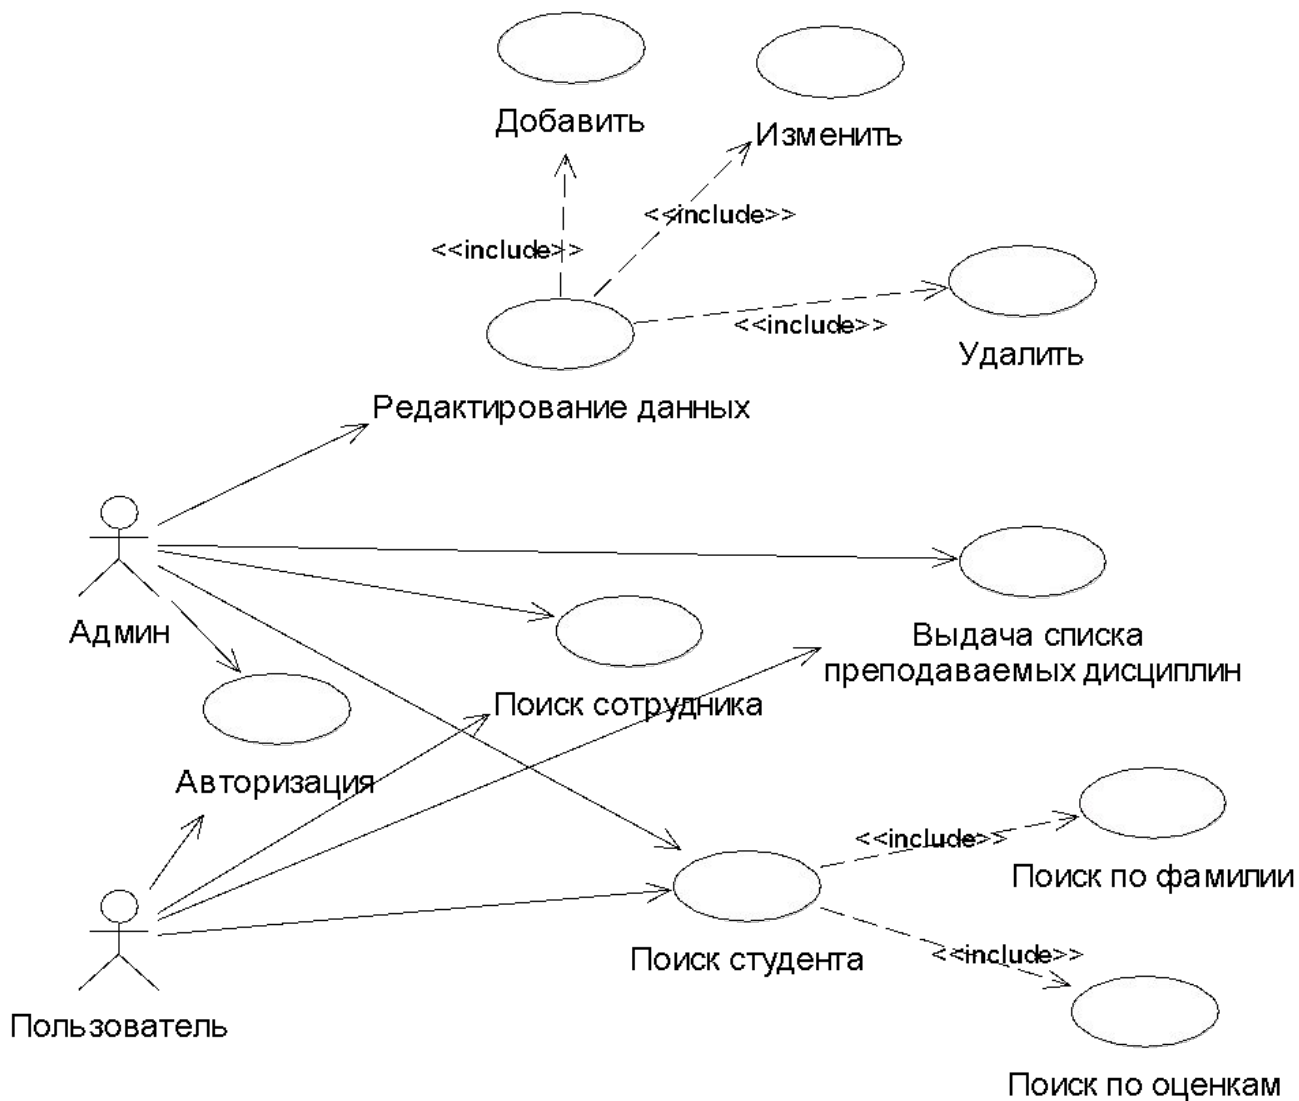 Добавить
Изменить
<<include>>
<<include>>
<<include>>
Удалить
Редактирование данных
Админ
Выдача списка
преподаваемых дисциплин
Поиск сотрудника
Авторизация
<<include>>
Поиск по фамилии
Поиск студента
<<include>>
Пользователь
Поиск по оценкам